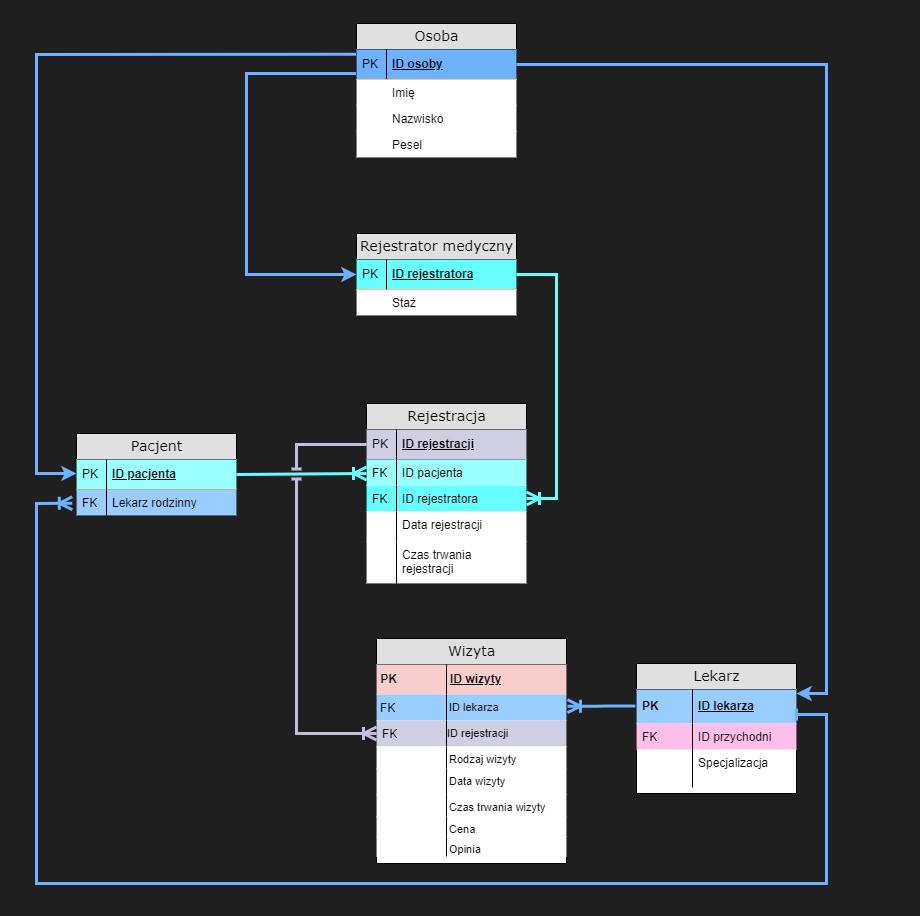 Osoba
PK ID osoby
Imię
Nazwisko
Pesel
Rejestrator medyczny
PK ID rejestratora
Staż
Rejestracja
PK ID rejestracji
FK ID pacjenta
FK ID rejestratora
Data rejestracji
Czas trwania
rejestracji
Pacjent
PK ID pacjenta
FK Lekarz rodzinny
Wizyta
PK ID wizyty
FK ID lekarza
FK ID rejestracji
Rodzaj wizyty
Data wizyty
Czas trwania wizyty
Cena
Opinia
Lekarz
PK ID lekarza
FK ID przychodni
Specjalizacja